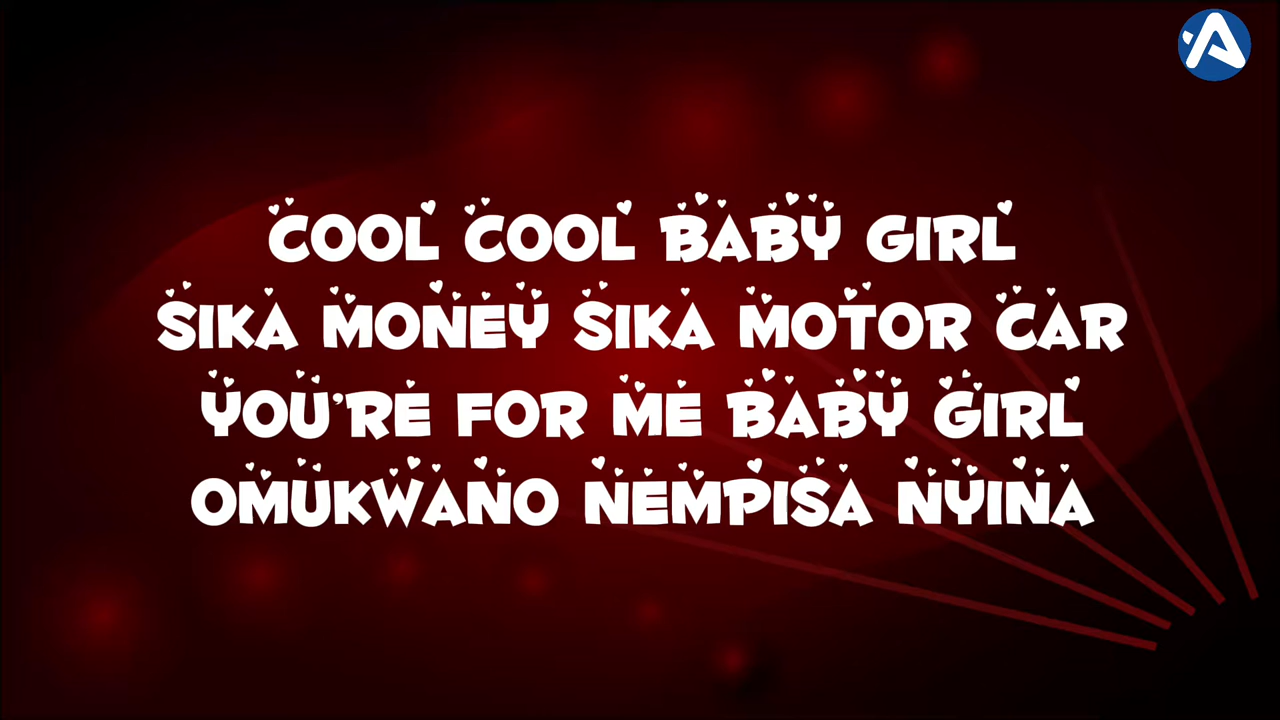 COOL COOL BABY GIRL
SIKA MONEY SIKA MOTOR CAR
YOU'RE FOR ME BABY GIRL
OMUKWANO NEMPISA NYINA